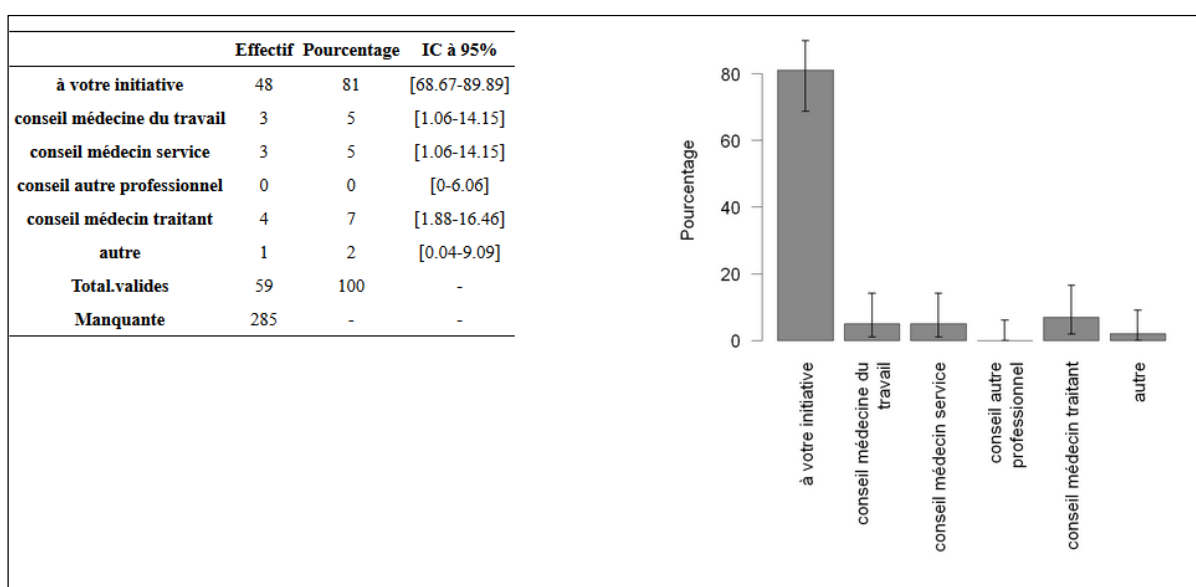 Effectif Pourcentage IC à 95%
à votre initiative 48 81 [68.67-89.89]
conseil médecine du travail 3 5 [1.06-14.15]
conseil médecin service 3 5 [1.06-14.15]
conseil autre professionnel 0 0 [0-6.06]
conseil médecin traitant 4 7 [1.88-16.46]
autre 1 2 [0.04-9.09]
Total.valides 59 100 -
Manquante 285 - -
Pourcentage
80
60
40
20
0
à votre initiative
conseil médecine du
travail
conseil médecin service
conseil autre
professionnel
conseil médecin traitant
autre